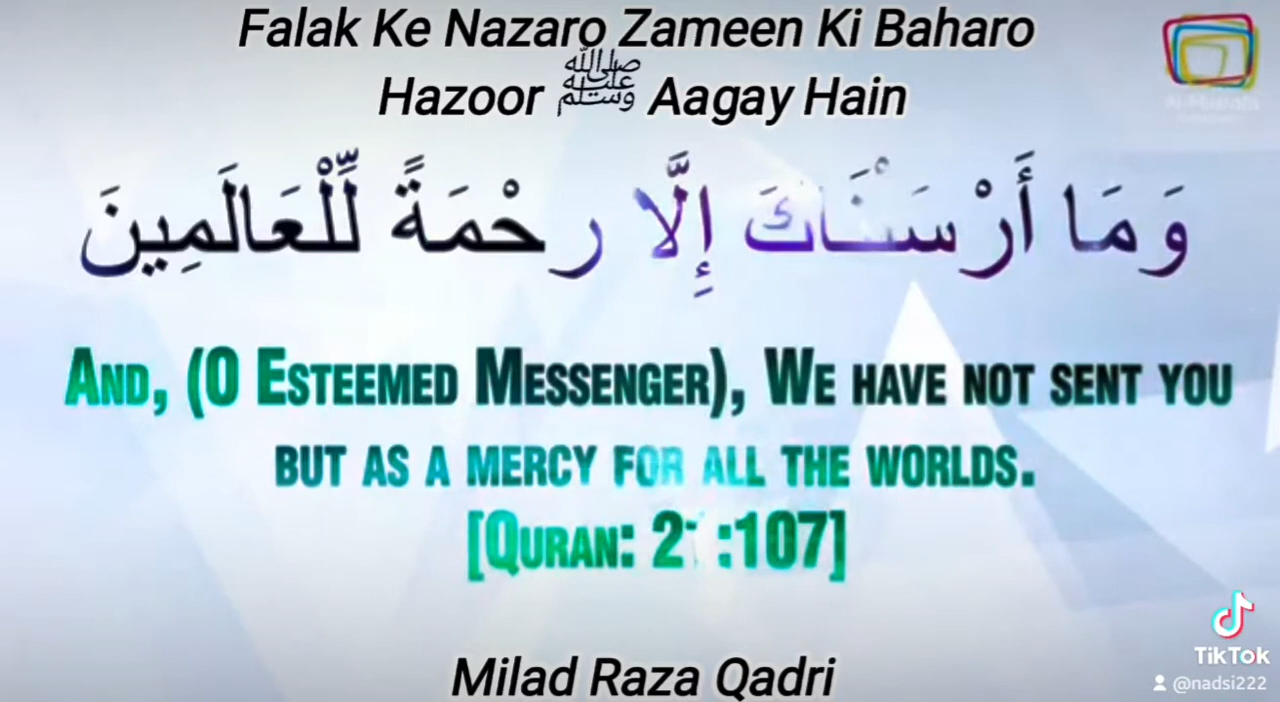 Falak Ke Nazaro Zameen Ki Baharo
Hazoor ﷺ Aagay Hain
وَمَا أَرْسَلْنَاكَ إِلَّا رَحْمَةً لِّلْعَالَمِينَ
AND, (O ESTEEMED MESSENGER), WE HAVE NOT SENT YOU
BUT AS A MERCY FOR ALL THE WORLDS.
[QURAN: 21:107]
Milad Raza Qadri
TikTok
@nadsi222